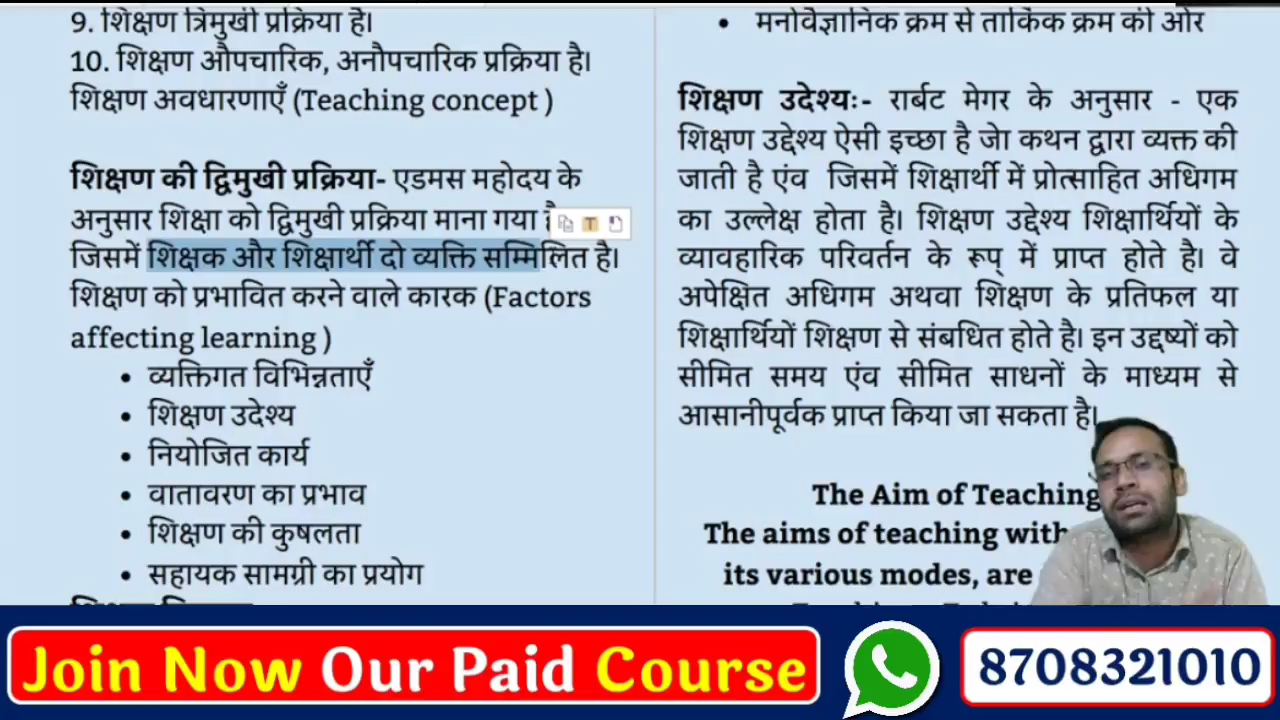 9. शिक्षण त्रिमुखी प्रक्रिया है।
10. शिक्षण औपचारिक, अनौपचारिक प्रक्रिया है।
शिक्षण अवधारणाएँ (Teaching concept )
शिक्षण की द्विमुखी प्रक्रिया- एडमस महोदय के
अनुसार शिक्षा को द्विमुखी प्रक्रिया माना गया
जिसमें शिक्षक और शिक्षार्थी दो व्यक्ति सम्मिलित है।
शिक्षण को प्रभावित करने वाले कारक (Factors
affecting learning )
• व्यक्तिगत विभिन्नताएँ
• शिक्षण उदेश्य
• नियोजित कार्य
• वातावरण का प्रभाव
• शिक्षण की कुषलता
• सहायक सामग्री का प्रयोग
• मनोवैज्ञानिक क्रम से तार्किक क्रम की ओर
शिक्षण उदेश्यः- रार्बट मेगर के अनुसार - एक
शिक्षण उद्देश्य ऐसी इच्छा है जेा कथन द्वारा व्यक्त की
जाती है एंव जिसमें शिक्षार्थी में प्रोत्साहित अधिगम
का उल्लेक्ष होता है। शिक्षण उद्देश्य शिक्षार्थियों के
व्यावहारिक परिवर्तन के रूप् में प्राप्त होते है। वे
अपेक्षित अधिगम अथवा शिक्षण के प्रतिफल या
शिक्षार्थियों शिक्षण से संबधित होते है। इन उद्दष्यों को
सीमित समय एंव सीमित साधनों के माध्यम से
आसानीपूर्वक प्राप्त किया जा सकता है।
The Aim of Teaching
The aims of teaching with
its various modes, are
Join Now Our Paid Course
8708321010